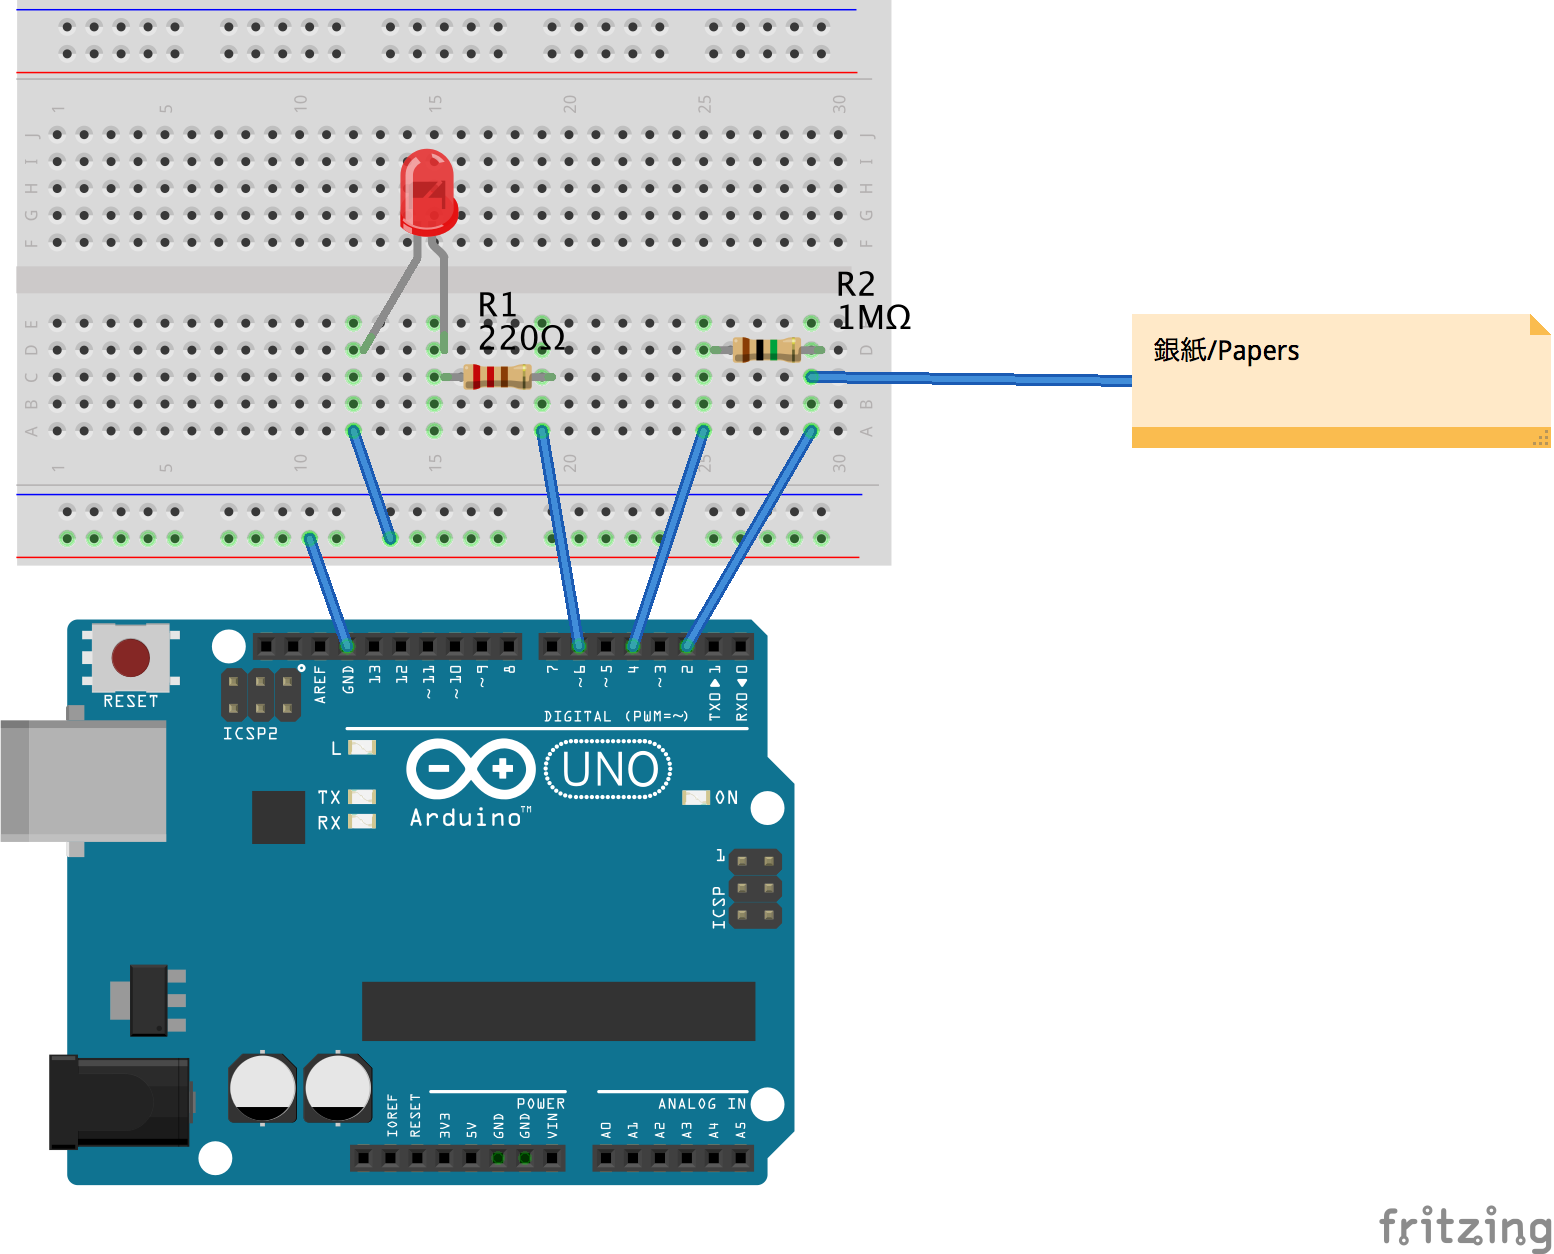 1 5 10 15 20 25 30
J J
I I
H H
G G
F F
R1
220Ω
R2
1MΩ
E E
D D
C C
B B
A A
1 5 10 15 20 25 30
銀紙/Papers
RESET
ICSP2
AREF
GND
13
12
~11
~10
~9
8
7
~6
~5
4
~3
2
TX0▶1
RX0◀0
DIGITAL (PWM=~)
L
TX
RX
UNO
Arduino™
ON
1
ICSP
POWER
ANALOG IN
IOREF
RESET
3V3
5V
GND
GND
VIN
A0
A1
A2
A3
A4
A5
fritzing